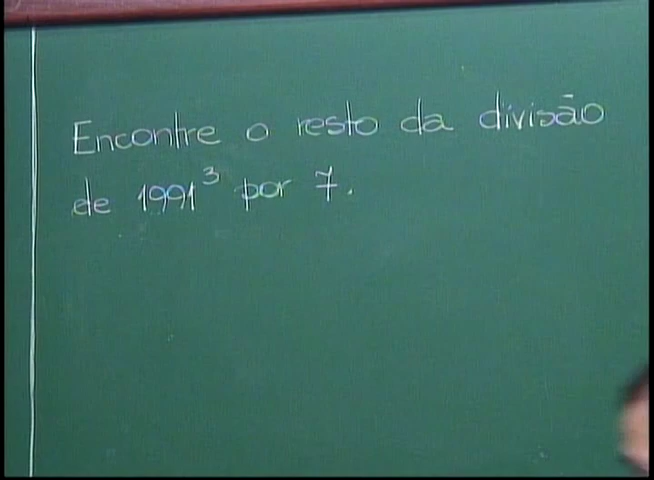 Encontre o resto da divisão
de 1991³ por 7.